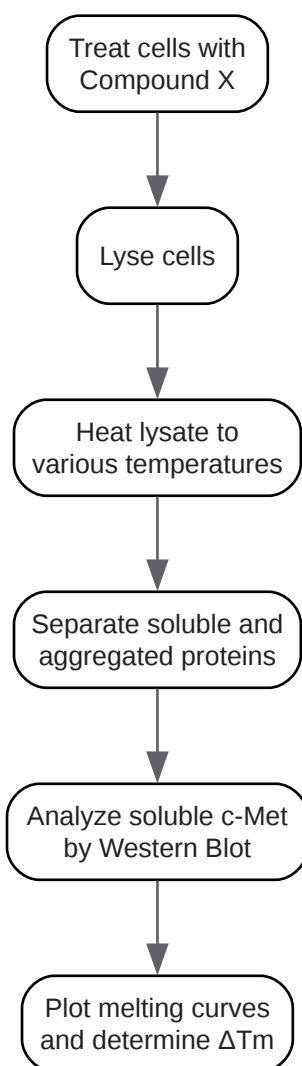 Treat cells with
Compound X
Lyse cells
Heat lysate to
various temperatures
Separate soluble and
aggregated proteins
Analyze soluble c-Met
by Western Blot
Plot melting curves
and determine ΔTm